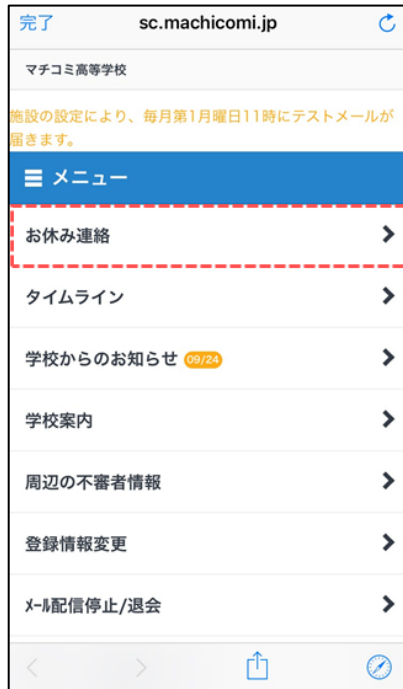 完了 sc.machicomi.jp
マチコミ高等学校
施設の設定により、毎月第1月曜日11時にテストメールが
届きます。
メニュー
お休み連絡
タイムライン
学校からのお知らせ 09/24
学校案内
周辺の不審者情報
登録情報変更
ﾒｰﾙ配信停止/退会